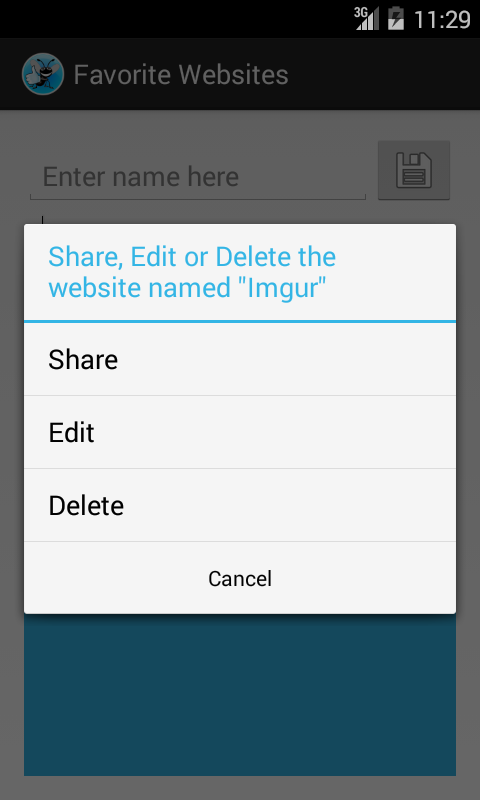 3G 11:29
Favorite Websites
Enter name here
Share, Edit or Delete the
website named "Imgur"
Share
Edit
Delete
Cancel